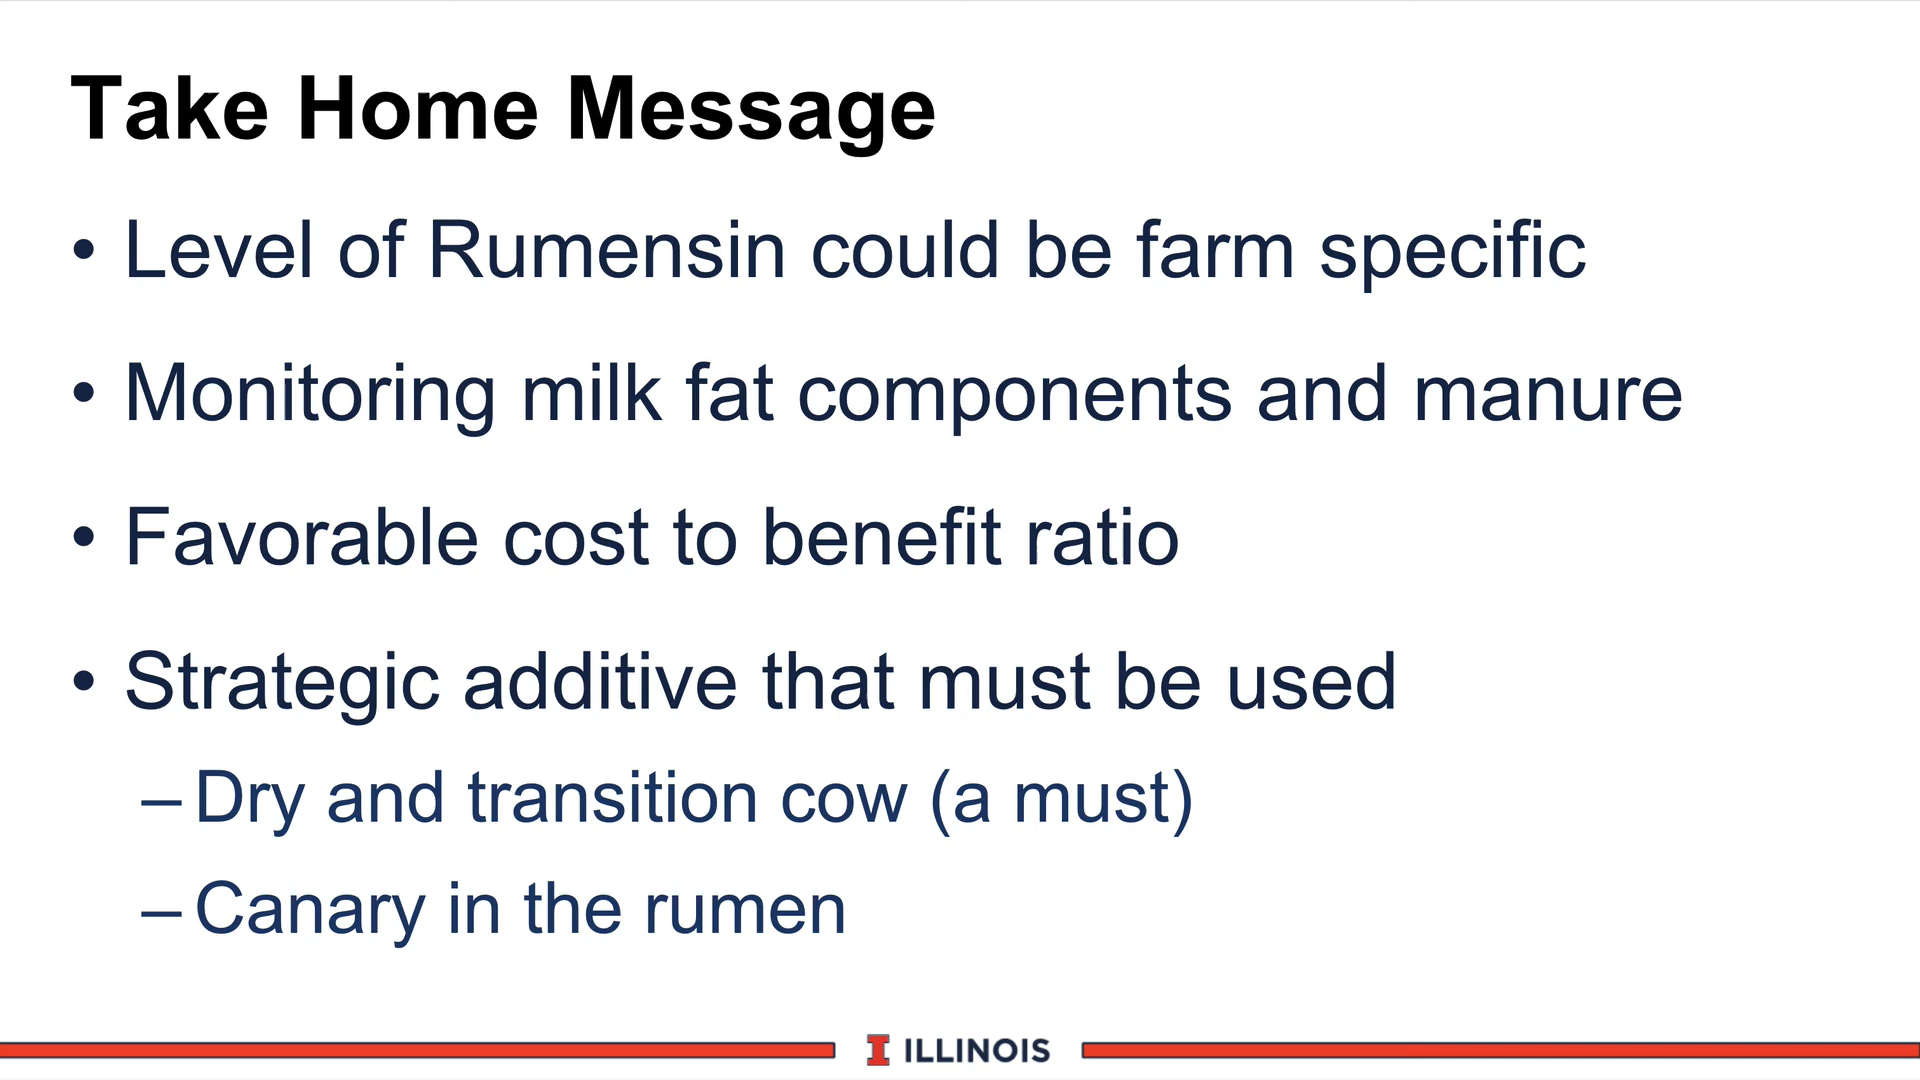 Take Home Message
• Level of Rumensin could be farm specific
• Monitoring milk fat components and manure
• Favorable cost to benefit ratio
• Strategic additive that must be used
– Dry and transition cow (a must)
– Canary in the rumen
I ILLINOIS